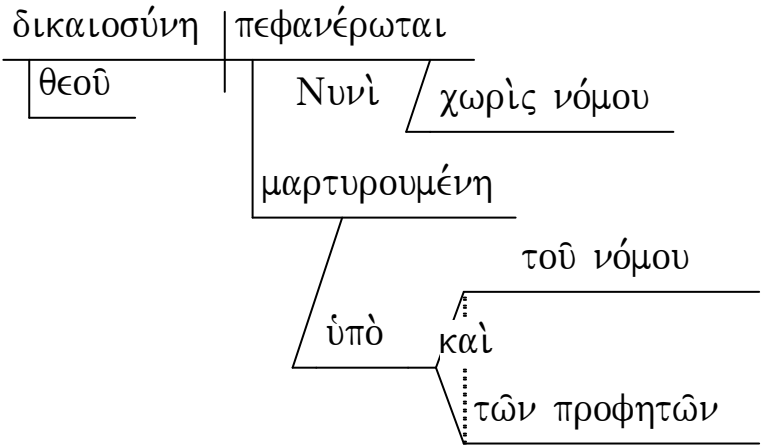 δικαιοσύνη πεφανέρωται
θεοῦ Νυνὶ χωρὶς νόμου
μαρτυρουμένη
τοῦ νόμου
ὑπὸ καὶ
τῶν προφητῶν